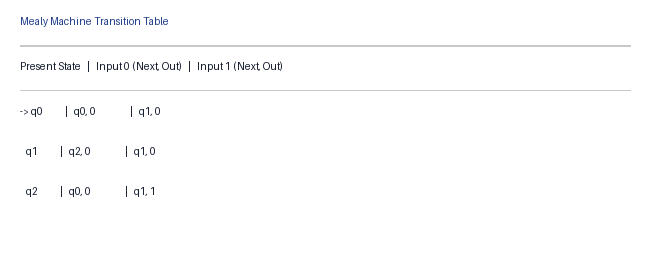 Mealy Machine Transition Table
Present State | Input 0 (Next, Out) | Input 1 (Next, Out)
-> q0 | q0, 0 | q1, 0
q1 | q2, 0 | q1, 0
q2 | q0, 0 | q1, 1